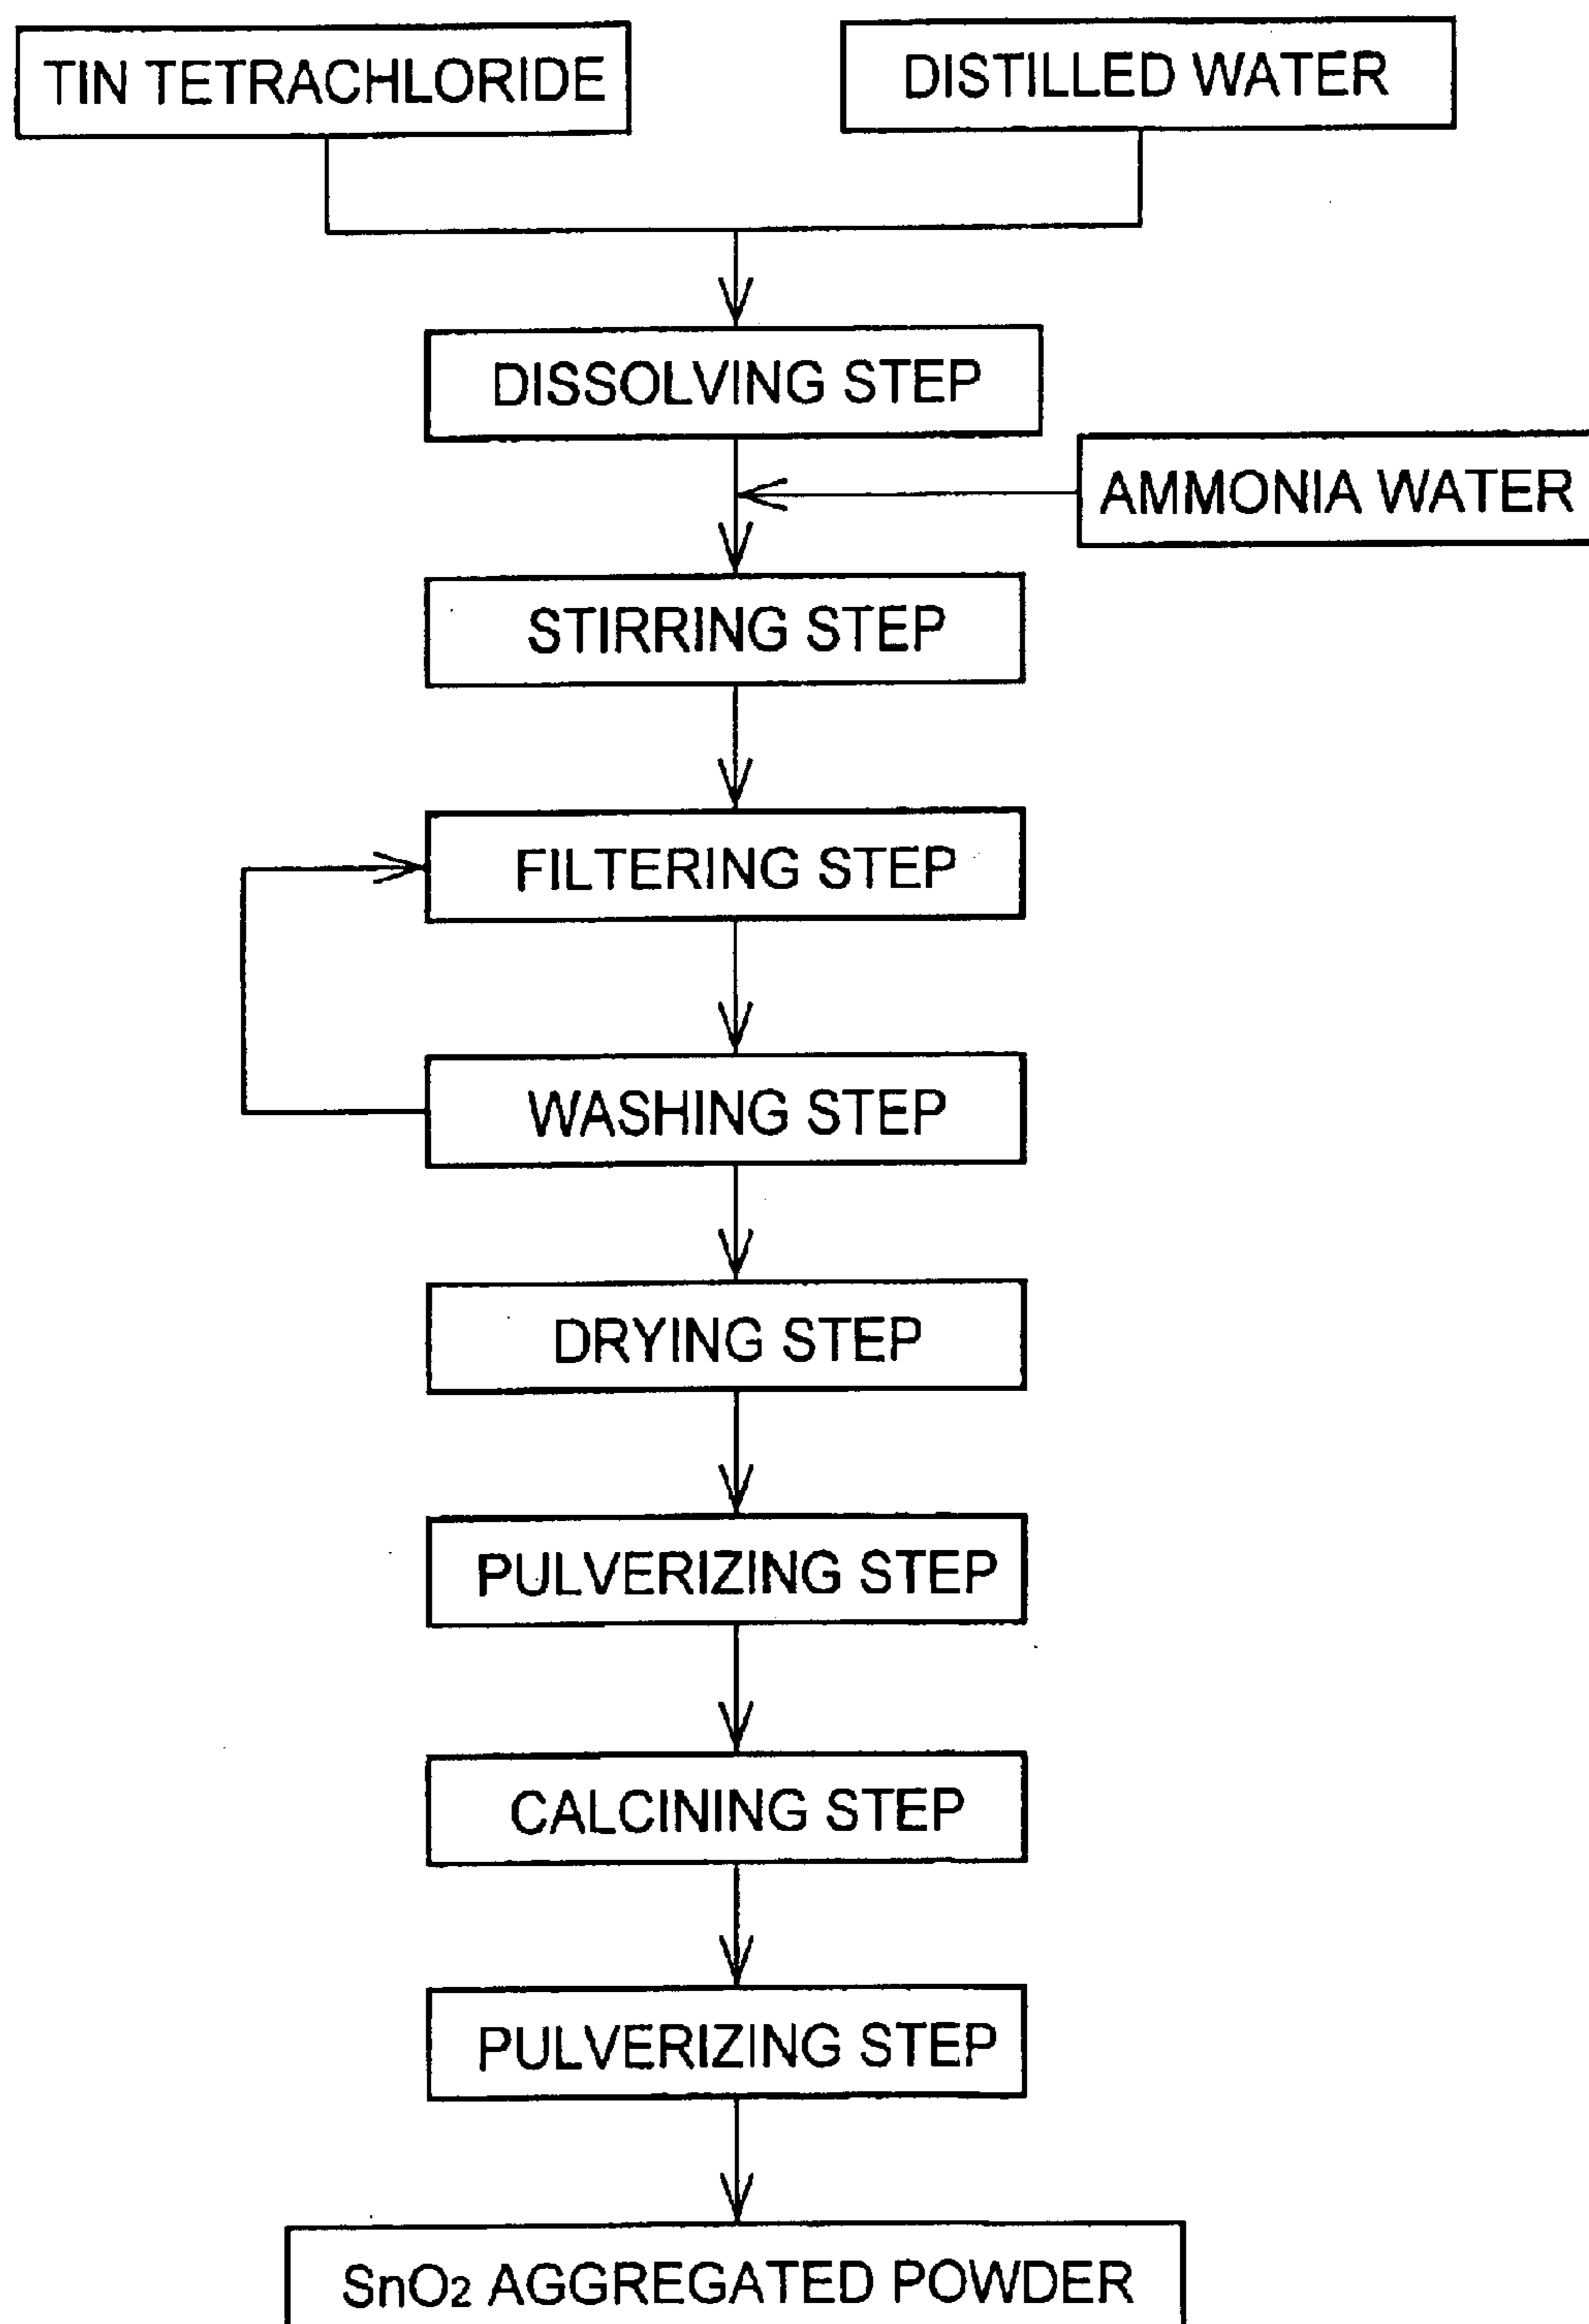 TIN TETRACHLORIDE
DISTILLED WATER
DISSOLVING STEP
AMMONIA WATER
STIRRING STEP
FILTERING STEP
WASHING STEP
DRYING STEP
PULVERIZING STEP
CALCINING STEP
PULVERIZING STEP
SnO2 AGGREGATED POWDER